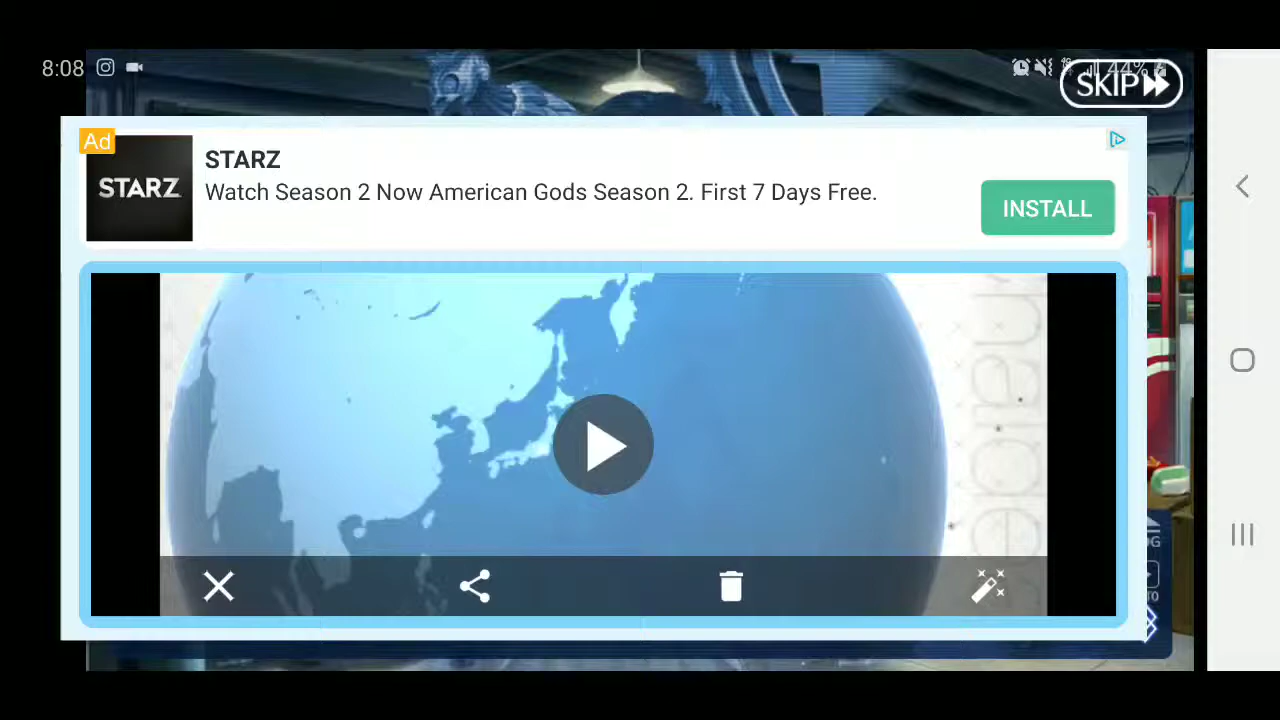 8:08
44%
SKIP
Ad
STARZ
STARZ
Watch Season 2 Now American Gods Season 2. First 7 Days Free.
INSTALL